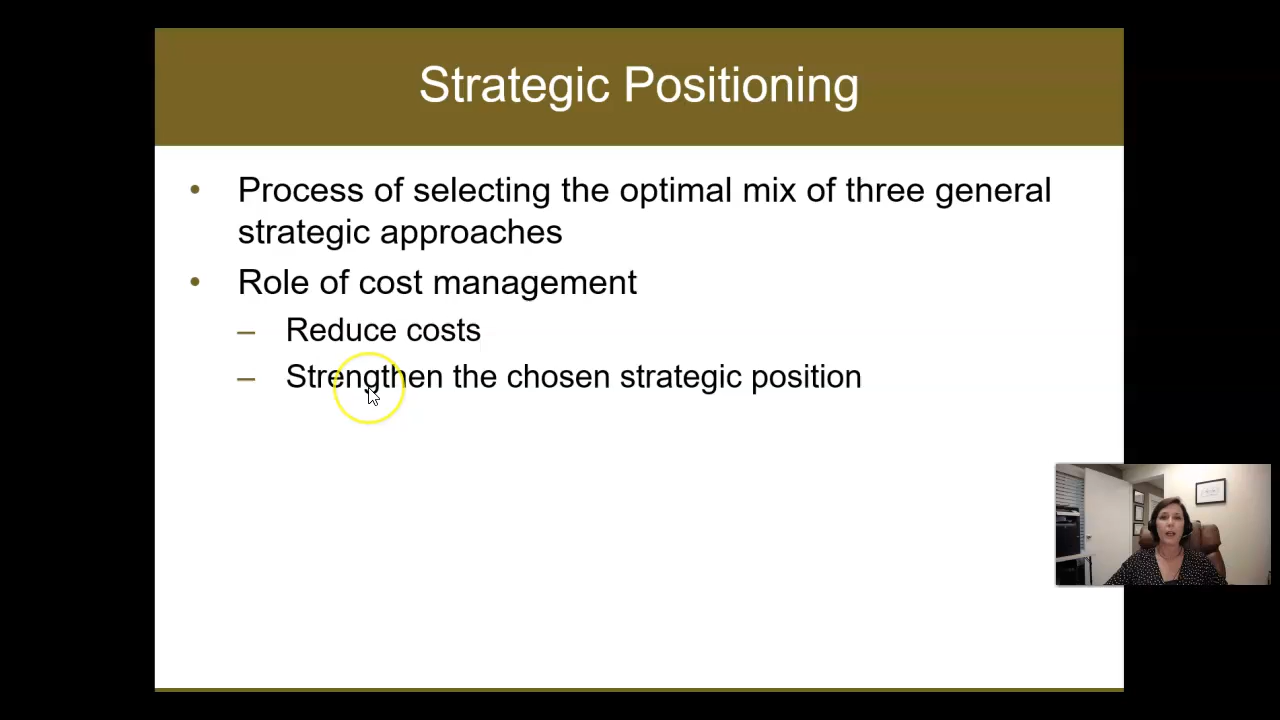 Strategic Positioning
• Process of selecting the optimal mix of three general
strategic approaches
• Role of cost management
– Reduce costs
– Strengthen the chosen strategic position